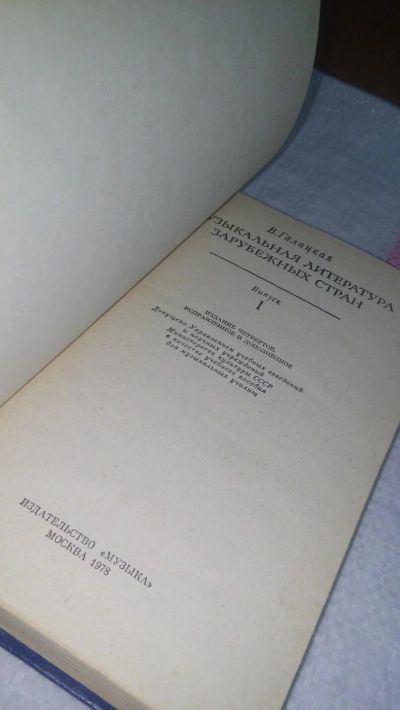 В. Галацкая
УЗЫКАЛЬНАЯ ЛИТЕРАТУРА
ЗАРУБЕЖНЫХ СТРАН
Выпуск
I
ИЗДАНИЕ ЧЕТВЕРТОЕ,
ИСПРАВЛЕННОЕ И ДОПОЛНЕННОЕ
Допущено Управлением учебных заведений
и научных учреждений
Министерства культуры СССР
в качестве учебного пособия
для музыкальных училищ
ИЗДАТЕЛЬСТВО «МУЗЫКА»
МОСКВА 1978